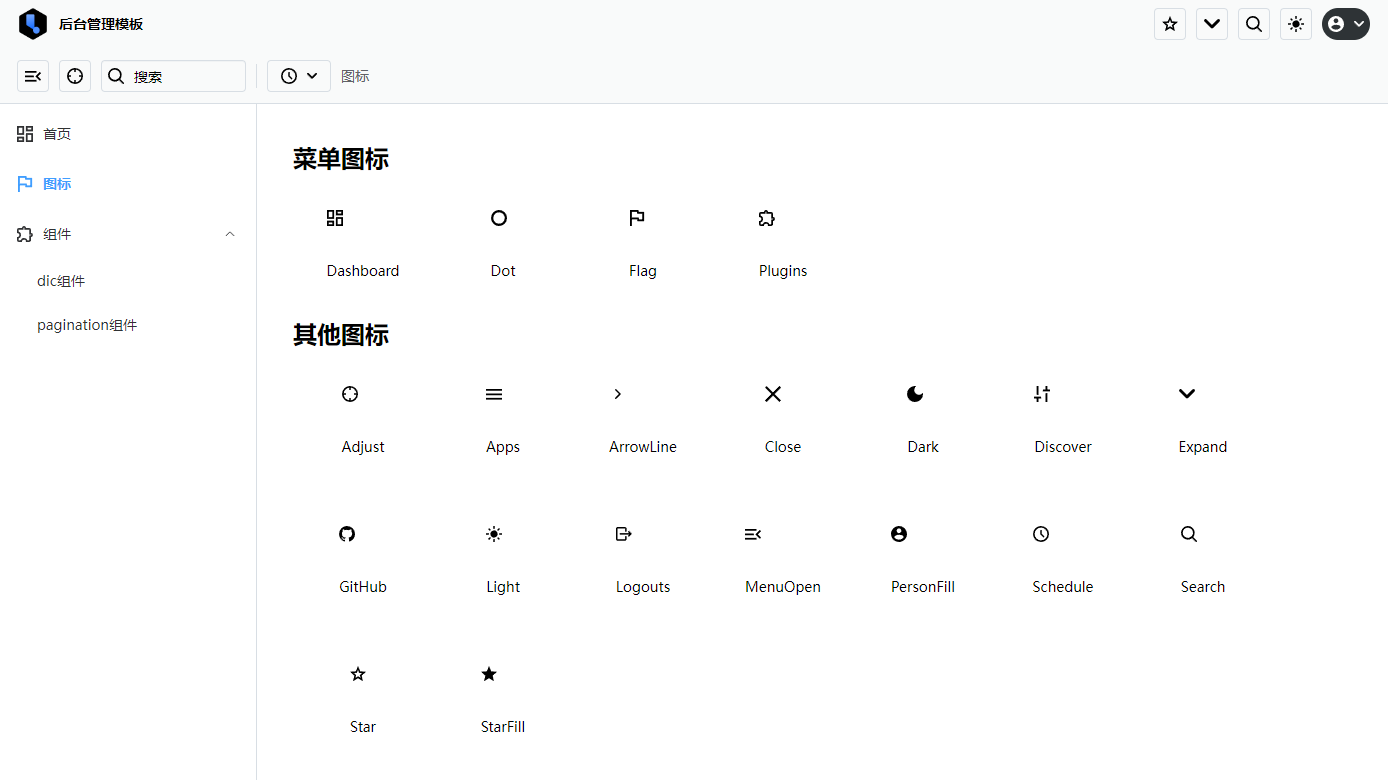 后台管理模板
搜索
图标
首页
图标
组件
dic组件
pagination组件
菜单图标
Dashboard Dot Flag Plugins
其他图标
Adjust Apps ArrowLine Close Dark Discover Expand
GitHub Light Logouts MenuOpen PersonFill Schedule Search
Star StarFill